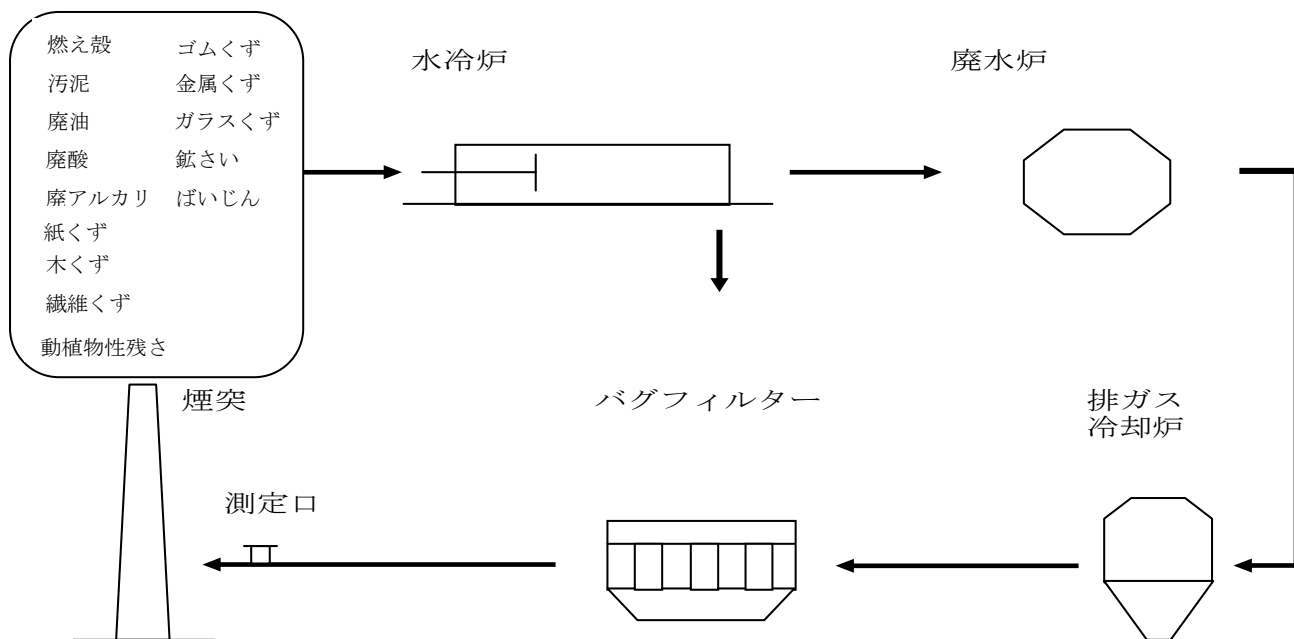 燃え殻
汚泥
廃油
廃酸
廃アルカリ
紙くず
木くず
繊維くず
動植物性残さ
ゴムくず
金属くず
ガラスくず
鉱さい
ばいじん
水冷炉
廃水炉
煙突
バグフィルター
排ガス
冷却炉
測定口